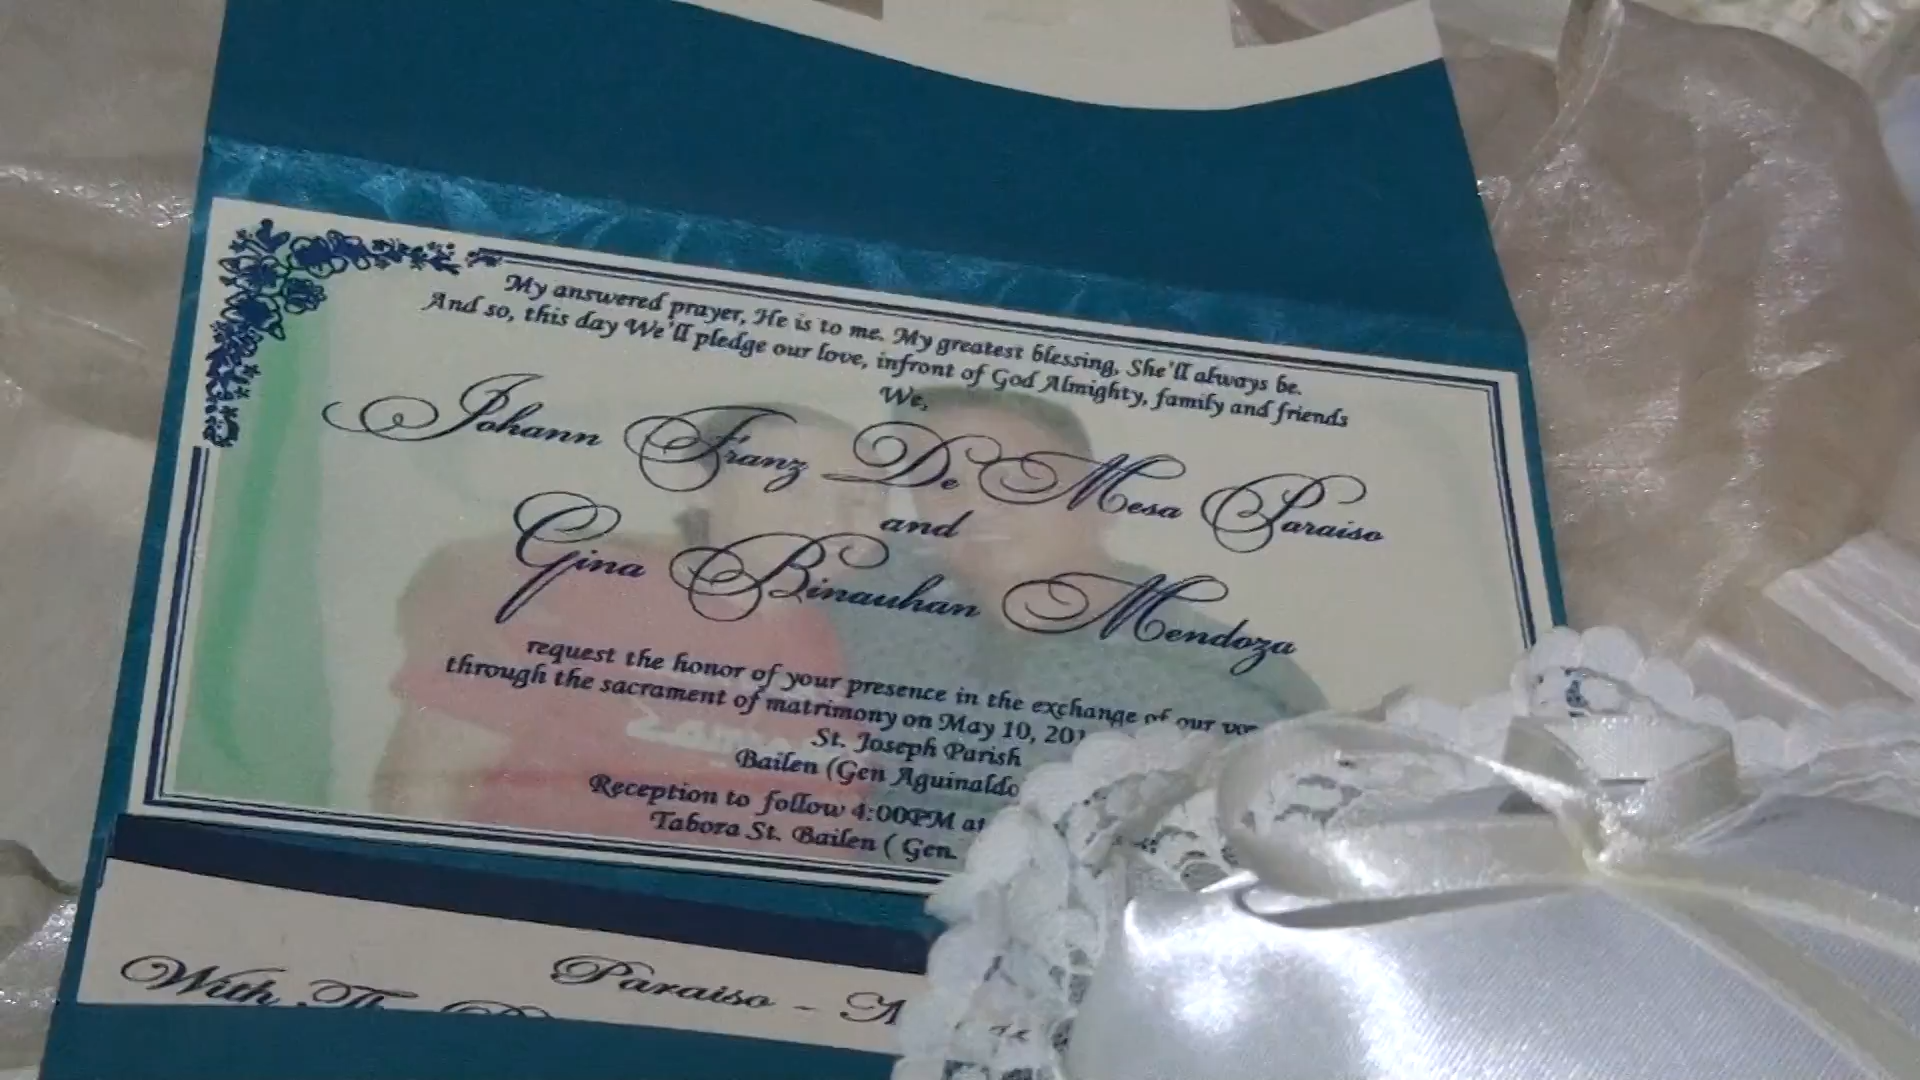 My answered prayer, He is to me. My greatest blessing, She'll always be.
And so, this day We'll pledge our love, infront of God Almighty, family and friends
We,
Johann Franz De Mesa Paraiso
and
Gina Binauhan Mendoza
request the honor of your presence in the exchange of our
through the sacrament of matrimony on May 10,
St. Joseph Parish
Bailen (Gen Aguinaldo
Reception to follow 4:00PM at
Tabora St. Bailen ( Gen.
Paraiso -
With The